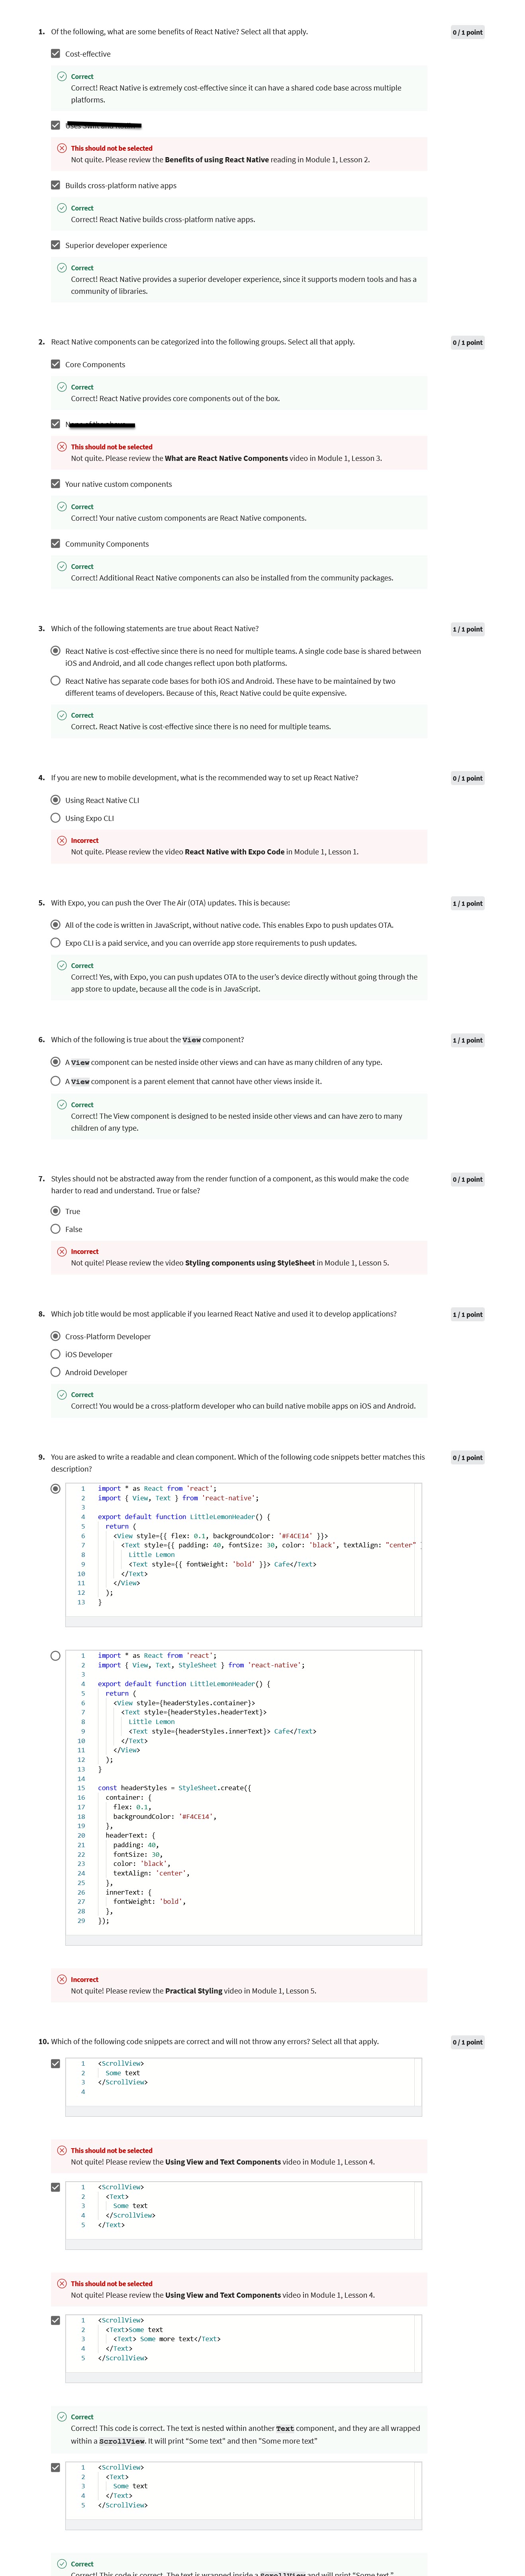 1. Of the following, what are some benefits of React Native? Select all that apply.
0 / 1 point
Cost-effective
Correct
Correct! React Native is extremely cost-effective since it can have a shared code base across multiple
platforms.
This should not be selected
Not quite. Please review the Benefits of using React Native reading in Module 1, Lesson 2.
Builds cross-platform native apps
Correct
Correct! React Native builds cross-platform native apps.
Superior developer experience
Correct
Correct! React Native provides a superior developer experience, since it supports modern tools and has a
community of libraries.
2. React Native components can be categorized into the following groups. Select all that apply.
0 / 1 point
Core Components
Correct
Correct! React Native provides core components out of the box.
This should not be selected
Not quite. Please review the What are React Native Components video in Module 1, Lesson 3.
Your native custom components
Correct
Correct! Your native custom components are React Native components.
Community Components
Correct
Correct! Additional React Native components can also be installed from the community packages.
3. Which of the following statements are true about React Native?
1 / 1 point
React Native is cost-effective since there is no need for multiple teams. A single code base is shared between
iOS and Android, and all code changes reflect upon both platforms.
React Native has separate code bases for both iOS and Android. These have to be maintained by two
different teams of developers. Because of this, React Native could be quite expensive.
Correct
Correct. React Native is cost-effective since there is no need for multiple teams.
4. If you are new to mobile development, what is the recommended way to set up React Native?
0 / 1 point
Using React Native CLI
Using Expo CLI
Incorrect
Not quite. Please review the video React Native with Expo Code in Module 1, Lesson 1.
5. With Expo, you can push the Over The Air (OTA) updates. This is because:
1 / 1 point
All of the code is written in JavaScript, without native code. This enables Expo to push updates OTA.
Expo CLI is a paid service, and you can override app store requirements to push updates.
Correct
Correct! Yes, with Expo, you can push updates OTA to the user's device directly without going through the
app store to update, because all the code is in JavaScript.
6. Which of the following is true about the View component?
1 / 1 point
A View component can be nested inside other views and can have as many children of any type.
A View component is a parent element that cannot have other views inside it.
Correct
Correct! The View component is designed to be nested inside other views and can have zero to many
children of any type.
7. Styles should not be abstracted away from the render function of a component, as this would make the code
harder to read and understand. True or false?
0 / 1 point
True
False
Incorrect
Not quite! Please review the video Styling components using StyleSheet in Module 1, Lesson 5.
8. Which job title would be most applicable if you learned React Native and used it to develop applications?
1 / 1 point
Cross-Platform Developer
iOS Developer
Android Developer
Correct
Correct! You would be a cross-platform developer who can build native mobile apps on iOS and Android.
9. You are asked to write a readable and clean component. Which of the following code snippets better matches this
description?
0 / 1 point
1 import * as React from 'react';
2 import { View, Text } from 'react-native';
3
4 export default function LittleLemonHeader() {
5 return (
6 <View style={{ flex: 0.1, backgroundColor: '#F4CE14' }}>
7 <Text style={{ padding: 40, fontSize: 30, color: 'black', textAlign: "center"
8 Little Lemon
9 <Text style={{ fontWeight: 'bold' }}> Cafe</Text>
10 </Text>
11 </View>
12 );
13 }
1 import * as React from 'react';
2 import { View, Text, StyleSheet } from 'react-native';
3
4 export default function LittleLemonHeader() {
5 return (
6 <View style={headerStyles.container}>
7 <Text style={headerStyles.headerText}>
8 Little Lemon
9 <Text style={headerStyles.innerText}> Cafe</Text>
10 </Text>
11 </View>
12 );
13 }
14
15 const headerStyles = StyleSheet.create({
16 container: {
17 flex: 0.1,
18 backgroundColor: '#F4CE14',
19 },
20 headerText: {
21 padding: 40,
22 fontSize: 30,
23 color: 'black',
24 textAlign: 'center',
25 },
26 innerText: {
27 fontWeight: 'bold',
28 },
29 });
Incorrect
Not quite! Please review the Practical Styling video in Module 1, Lesson 5.
10. Which of the following code snippets are correct and will not throw any errors? Select all that apply.
0 / 1 point
1 <ScrollView>
2 Some text
3 </ScrollView>
4
This should not be selected
Not quite! Please review the Using View and Text Components video in Module 1, Lesson 4.
1 <ScrollView>
2 <Text>
3 Some text
4 </ScrollView>
5 </Text>
This should not be selected
Not quite! Please review the Using View and Text Components video in Module 1, Lesson 4.
1 <ScrollView>
2 <Text>Some text
3 <Text> Some more text</Text>
4 </Text>
5 </ScrollView>
Correct
Correct! This code is correct. The text is nested within another Text component, and they are all wrapped
within a ScrollView. It will print "Some text" and then "Some more text"
1 <ScrollView>
2 <Text>
3 Some text
4 </Text>
5 </ScrollView>
Correct
Correct! This code is correct. The text is wrapped inside a ScrollView and will print "Some text."